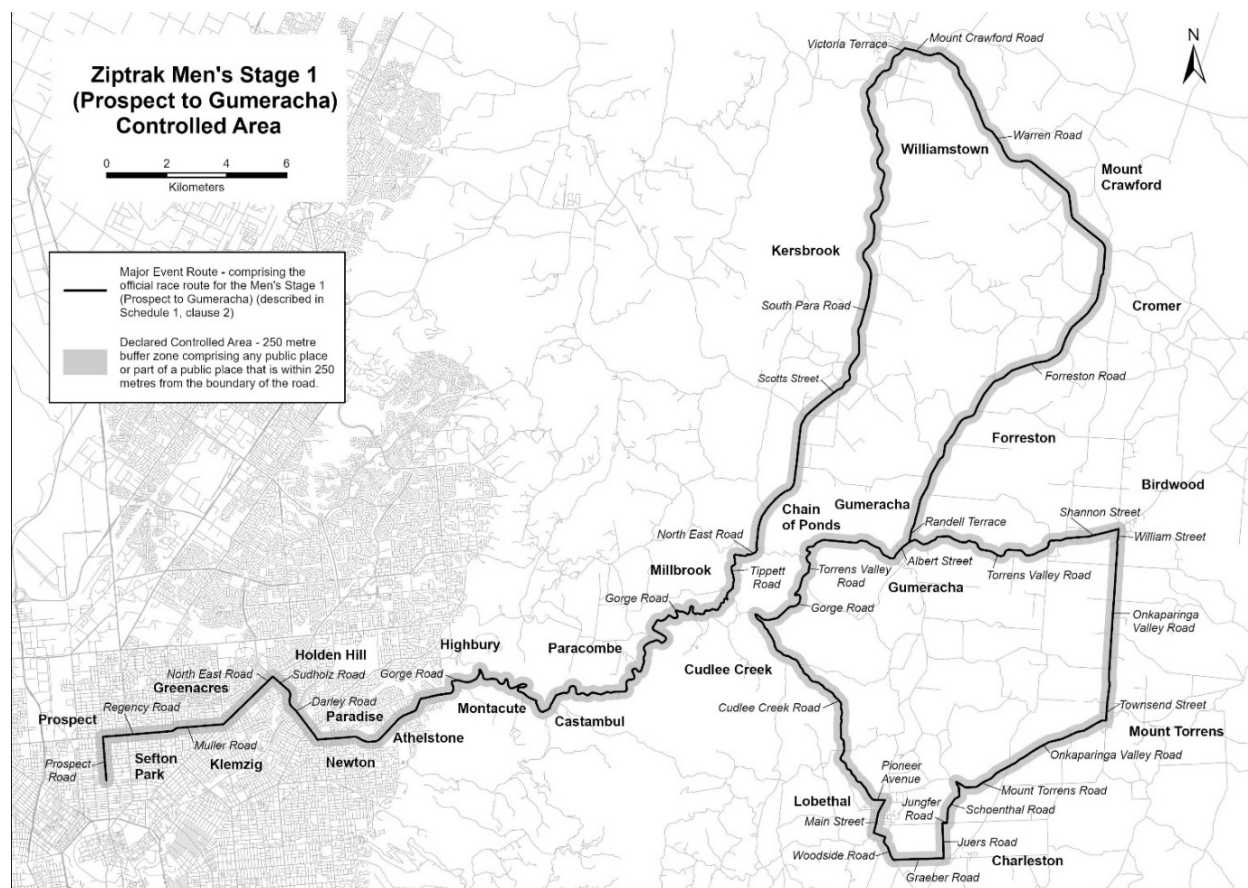 Ziptrak Men's Stage 1
(Prospect to Gumeracha)
Controlled Area
0 2 4 6
Kilometers
Major Event Route - comprising the
official race route for the Men's Stage 1
(Prospect to Gumeracha) (described in
Schedule 1, clause 2)
Declared Controlled Area - 250 metre
buffer zone comprising any public place
or part of a public place that is within 250
metres from the boundary of the road.
N
Victoria Terrace
Mount Crawford Road
Warren Road
Williamstown
Mount
Crawford
Kersbrook
South Para Road
Cromer
Scotts Street
Forreston Road
Forreston
Birdwood
Chain
of Ponds
Gumeracha
Shannon Street
Randell Terrace
William Street
North East Road
Albert Street
Millbrook
Tippett
Road
Torrens Valley
Road
Gumeracha
Torrens Valley Road
Gorge Road
Gorge Road
Onkaparinga
Valley Road
Highbury
Paracombe
Holden Hill
Cudlee Creek
North East Road
Sudholz Road
Gorge Road
Greenacres
Darley Road
Paradise
Montacute
Castambul
Cudlee Creek Road
Townsend Street
Prospect
Regency Road
Mount Torrens
Athelstone
Muller Road
Sefton
Park
Klemzig
Newton
Prospect
Road
Onkaparinga Valley Road
Pioneer
Avenue
Mount Torrens Road
Lobethal
Jungfer
Road
Schoenthal Road
Main Street
Juers Road
Woodside Road
Charleston
Graeber Road